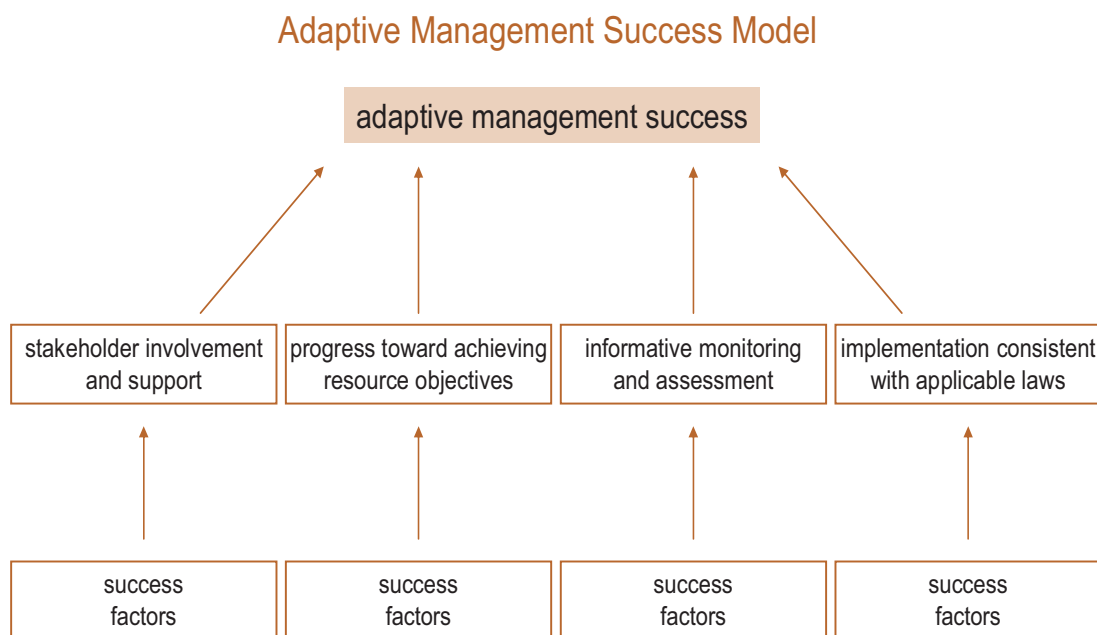 Adaptive Management Success Model
adaptive management success
stakeholder involvement
and support
progress toward achieving
resource objectives
informative monitoring
and assessment
implementation consistent
with applicable laws
success
factors
success
factors
success
factors
success
factors